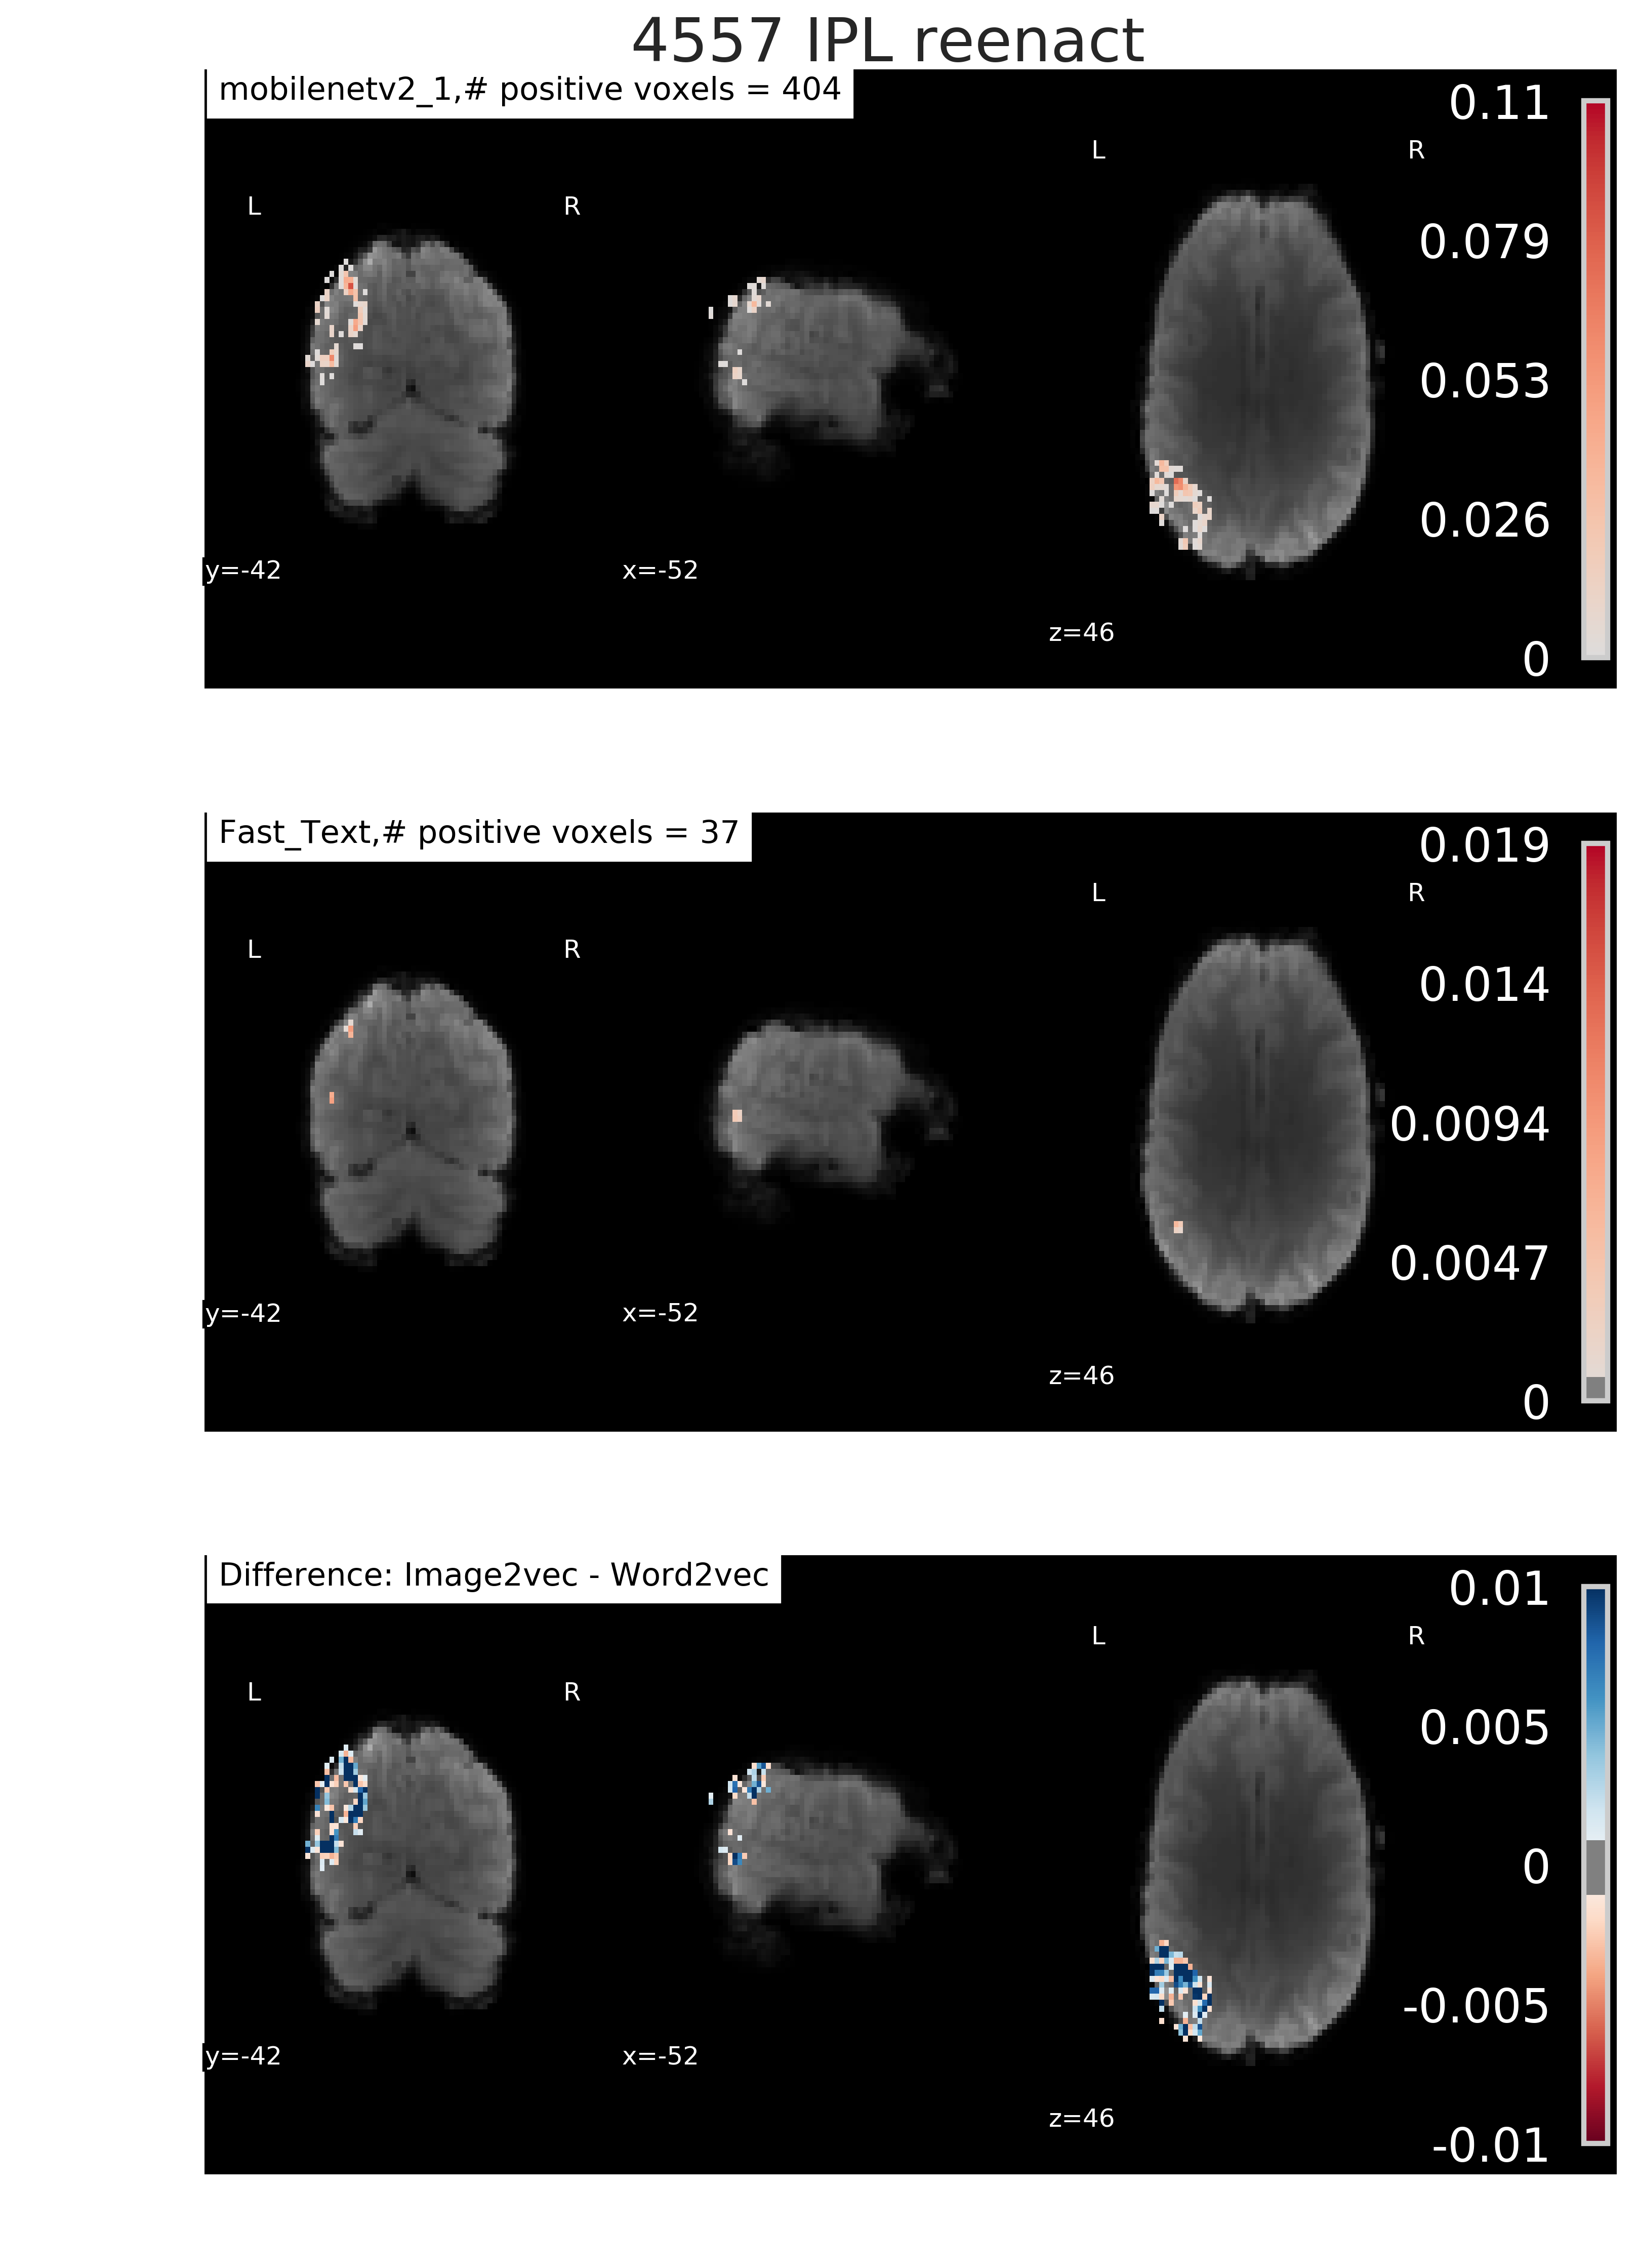 4557 IPL reenact
mobilenetv2_1,# positive voxels = 404
0.11
L R
L R
0.079
0.053
0.026
y=-42 x=-52
z=46
0
Fast_Text,# positive voxels = 37
0.019
L R
L R
0.014
0.0094
0.0047
y=-42 x=-52
z=46
0
Difference: Image2vec - Word2vec
0.01
L R
L R
0.005
0
-0.005
y=-42 x=-52
z=46
-0.01